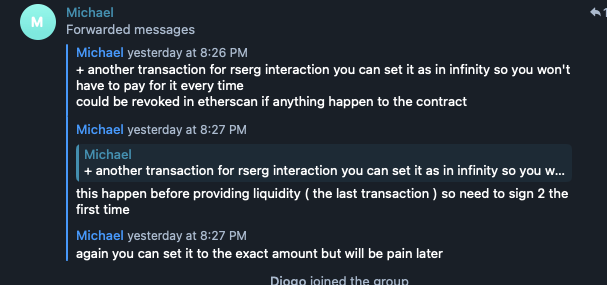 Michael
M
Forwarded messages
Michael yesterday at 8:26 PM
+ another transaction for rserg interaction you can set it as in infinity so you won't
have to pay for it every time
could be revoked in etherscan if anything happen to the contract
Michael yesterday at 8:27 PM
Michael
+ another transaction for rserg interaction you can set it as in infinity so you w...
this happen before providing liquidity ( the last transaction ) so need to sign 2 the
first time
Michael yesterday at 8:27 PM
again you can set it to the exact amount but will be pain later
Diogo joined the group